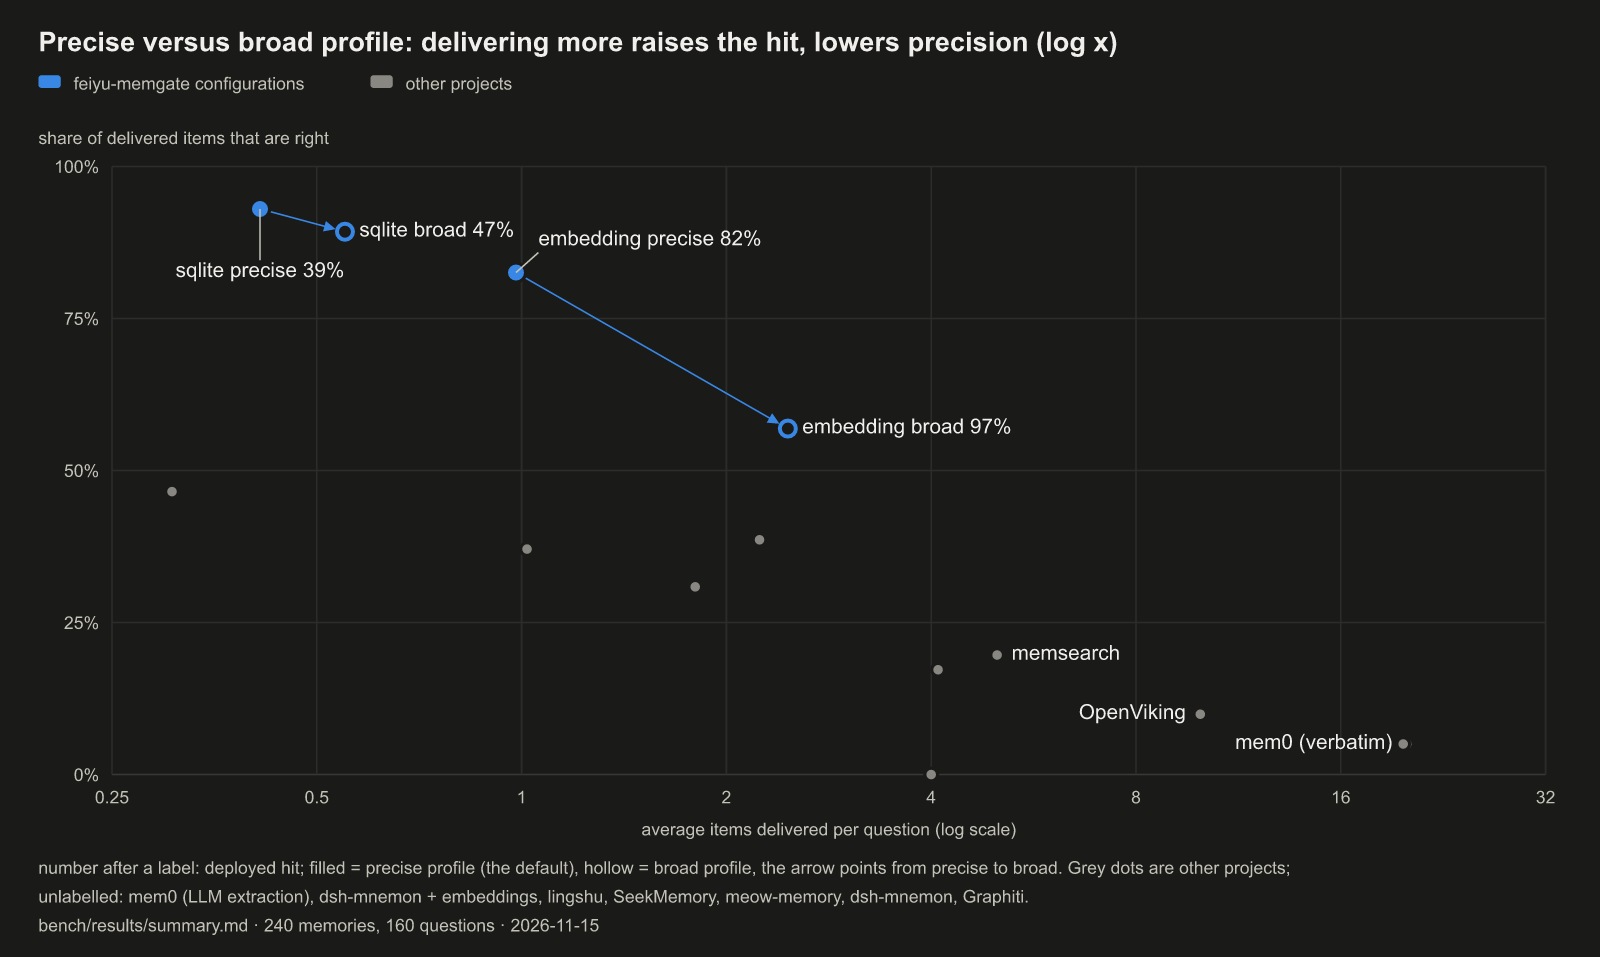 Precise versus broad profile: delivering more raises the hit, lowers precision (log x)
feiyu-memgate configurations
other projects
share of delivered items that are right
100%
sqlite broad 47%
embedding precise 82%
sqlite precise 39%
75%
embedding broad 97%
50%
25%
memsearch
OpenViking
mem0 (verbatim)
0%
0.25 0.5 1 2 4 8 16 32
average items delivered per question (log scale)
number after a label: deployed hit; filled = precise profile (the default), hollow = broad profile, the arrow points from precise to broad. Grey dots are other projects;
unlabelled: mem0 (LLM extraction), dsh-mnemon + embeddings, lingshu, SeekMemory, meow-memory, dsh-mnemon, Graphiti.
bench/results/summary.md · 240 memories, 160 questions · 2026-11-15